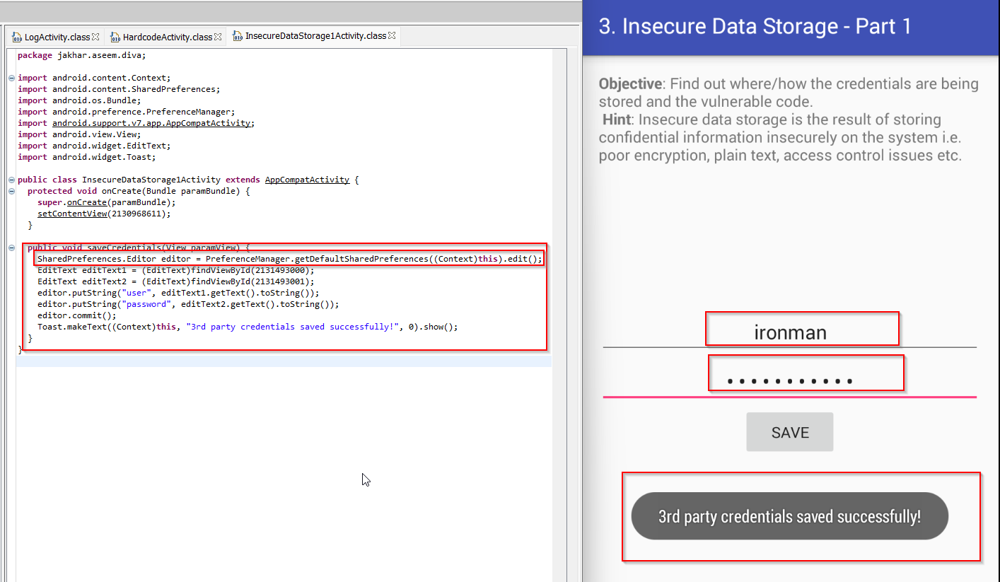 LogActivity.class HardcodeActivity.class InsecureDataStorage1Activity.class
package jakhar.aseem.diva;
import android.content.Context;
import android.content.SharedPreferences;
import android.os.Bundle;
import android.preference.PreferenceManager;
import android.support.v7.app.AppCompatActivity;
import android.view.View;
import android.widget.EditText;
import android.widget.Toast;
public class InsecureDataStorage1Activity extends AppCompatActivity {
protected void onCreate(Bundle paramBundle) {
super.onCreate(paramBundle);
setContentView(2130968611);
}
public void saveCredentials(View paramView) {
SharedPreferences.Editor editor = PreferenceManager.getDefaultSharedPreferences((Context)this).edit();
EditText editText1 = (EditText)findViewById(2131493000);
EditText editText2 = (EditText)findViewById(2131493001);
editor.putString("user", editText1.getText().toString());
editor.putString("password", editText2.getText().toString());
editor.commit();
Toast.makeText((Context)this, "3rd party credentials saved successfully!", 0).show();
}
}
3. Insecure Data Storage - Part 1
Objective: Find out where/how the credentials are being
stored and the vulnerable code.
Hint: Insecure data storage is the result of storing
confidential information insecurely on the system i.e.
poor encryption, plain text, access control issues etc.
ironman
...........
SAVE
3rd party credentials saved successfully!